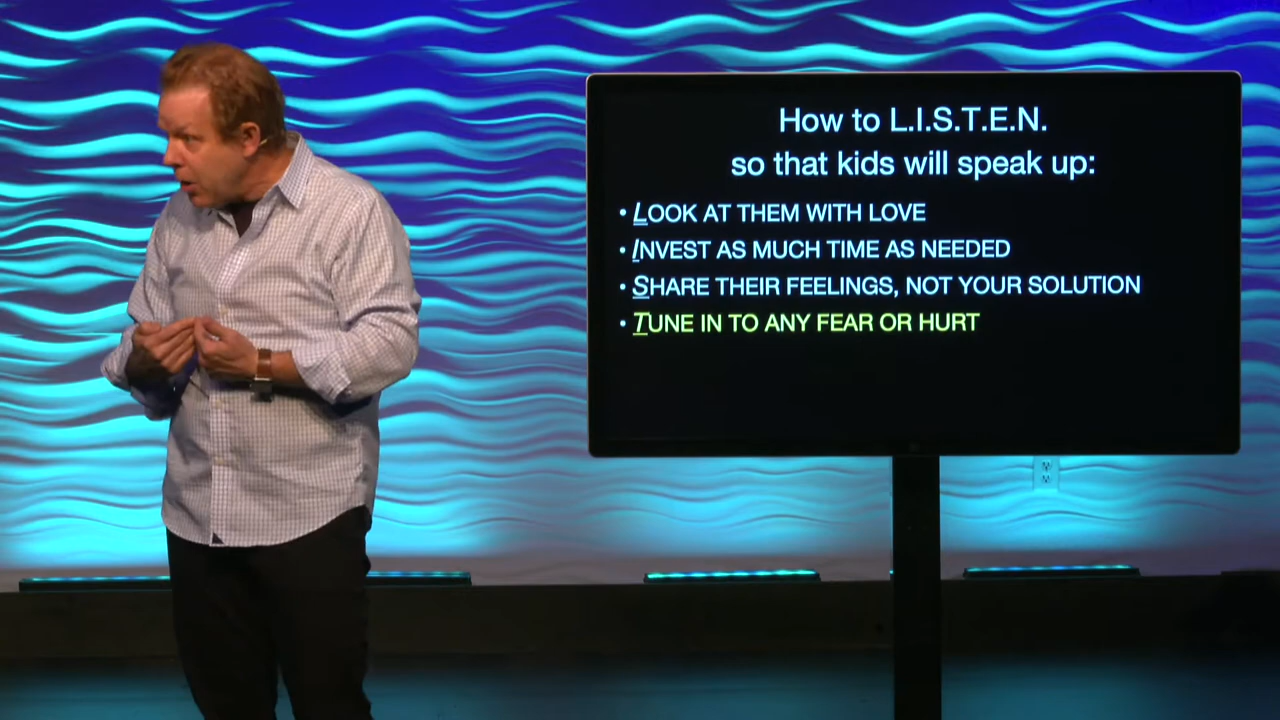 How to L.I.S.T.E.N.
so that kids will speak up:
• LOOK AT THEM WITH LOVE
• INVEST AS MUCH TIME AS NEEDED
• SHARE THEIR FEELINGS, NOT YOUR SOLUTION
• TUNE IN TO ANY FEAR OR HURT